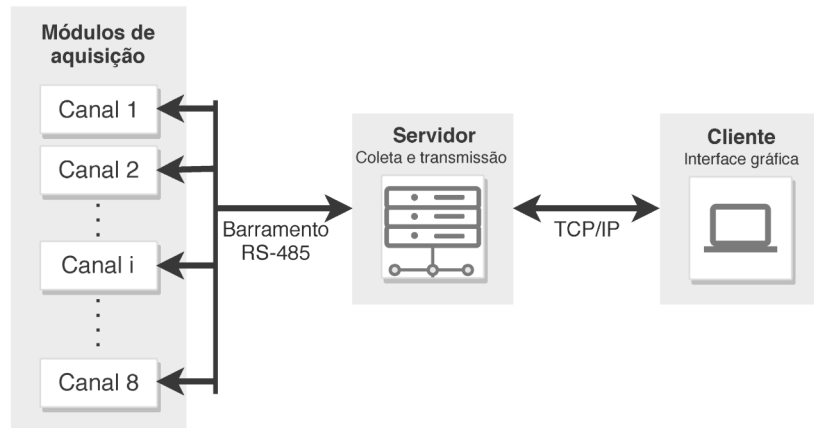 Módulos de
aquisição
Canal 1
Canal 2
Canal i
Canal 8
Barramento
RS-485
Servidor
Coleta e transmissão
TCP/IP
Cliente
Interface gráfica